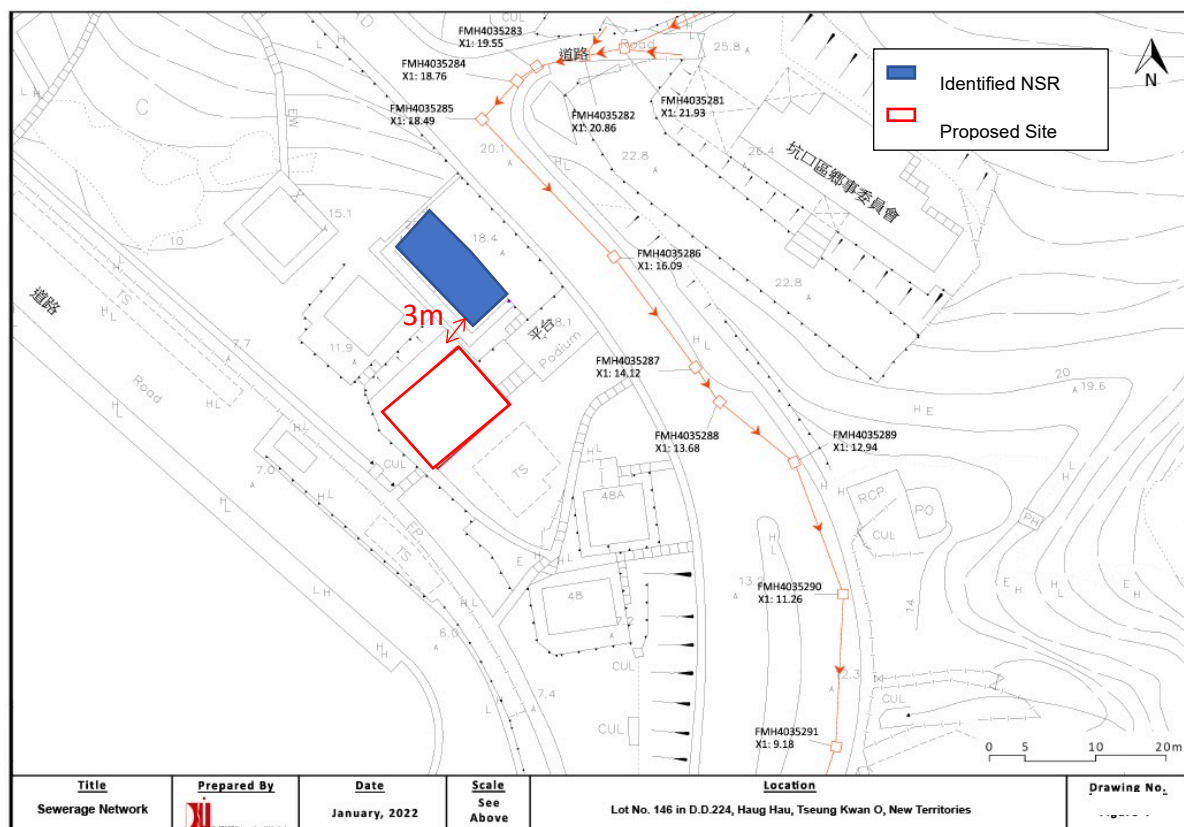 CUL
FMH4035283
X1: 19.55
道路
Road
25.8
FMH4035284
X1: 18.76
FMH4035285
X1: 18.49
FMH4035281
X1: 21.93
FMH4035282
X1: 20.86
Identified NSR
Proposed Site
N
20.1
22.8
26.4
坑口區鄉事委員會
C
EW
15.1
10
18.4
FMH4035286
X1: 16.09
22.8
道路
TS
7.7
3m
平台
Podium
11.9
Road
FMH4035287
X1: 14.12
20
19.6
FMH4035288
X1: 13.68
FMH4035289
X1: 12.94
CUL
7.0
TS
48A
RCP
PO
CUL
PH
FP
TS
E
FMH4035290
X1: 11.26
14
48
7.2
6.0
7.4
CUL
CUL
CUL
FMH4035291
X1: 9.18
0 5 10 20m
Title
Sewerage Network
Prepared By
Date
January, 2022
Scale
See
Above
Location
Lot No. 146 in D.D.224, Haug Hau, Tseung Kwan O, New Territories
Drawing No.